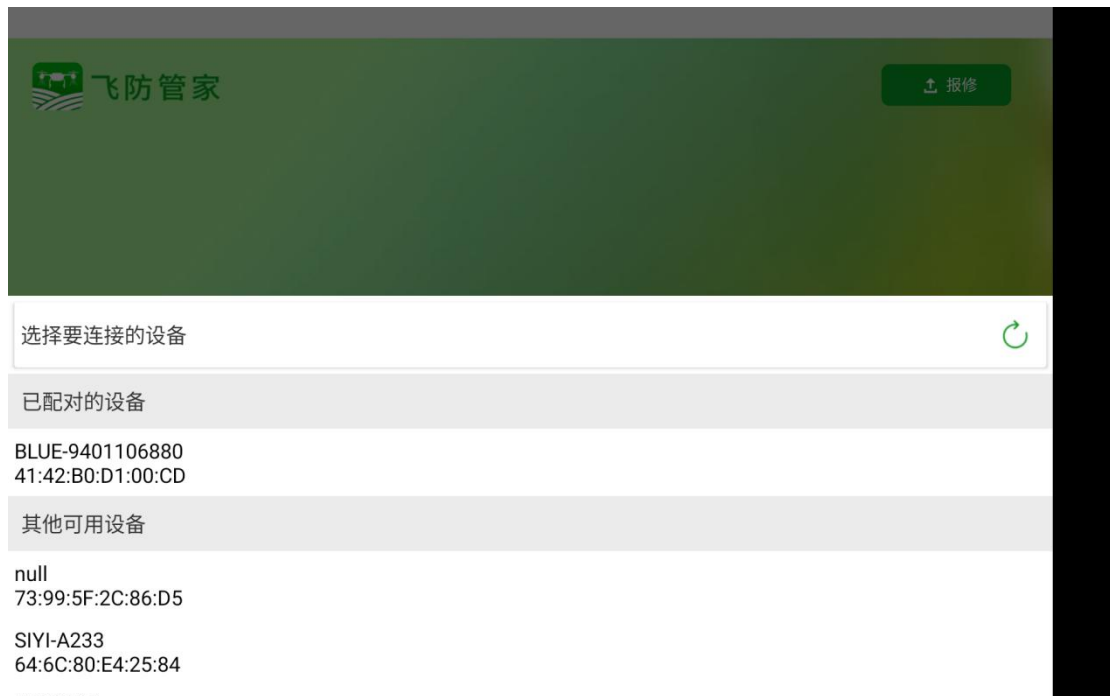 飞防管家
报修
选择要连接的设备
已配对的设备
BLUE-9401106880
41:42:B0:D1:00:CD
其他可用设备
null
73:99:5F:2C:86:D5
SIYI-A233
64:6C:80:E4:25:84